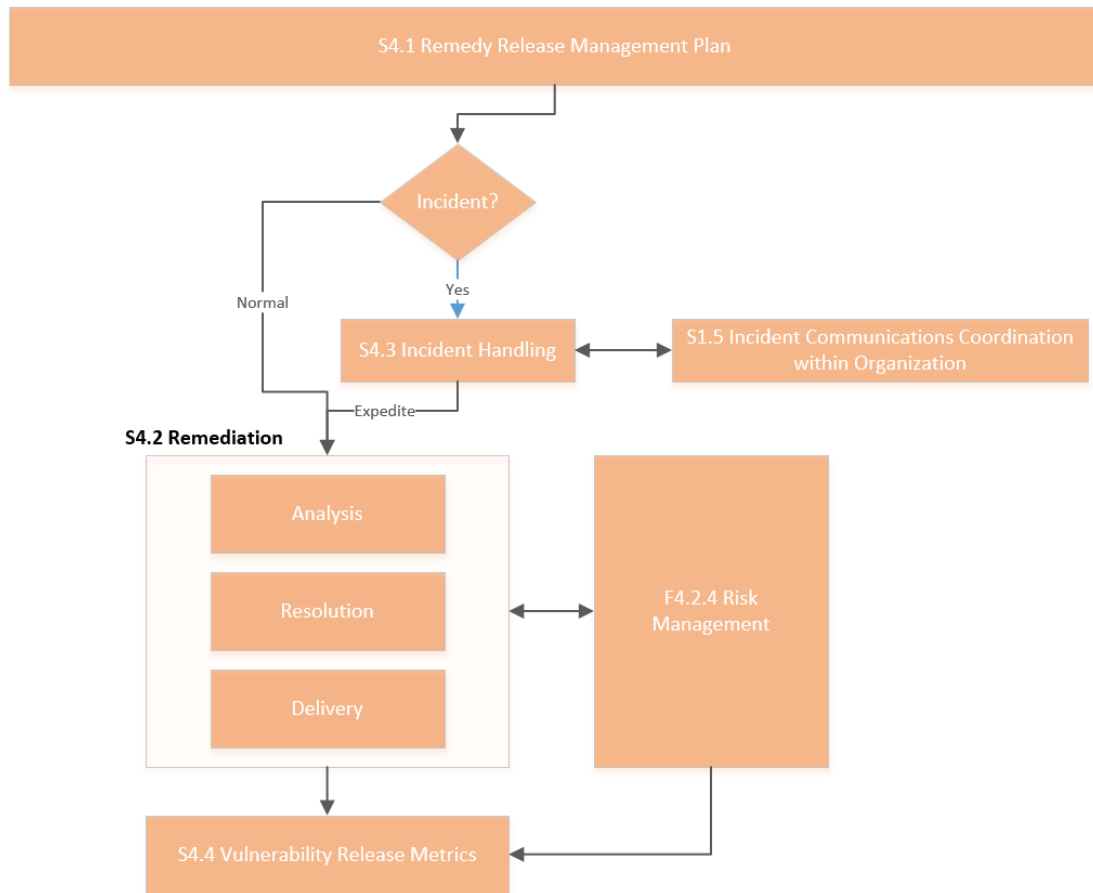 S4.1 Remedy Release Management Plan
Incident?
Yes
Normal
S4.3 Incident Handling
S1.5 Incident Communications Coordination
within Organization
Expedite
S4.2 Remediation
Analysis
Resolution
Delivery
F4.2.4 Risk
Management
S4.4 Vulnerability Release Metrics